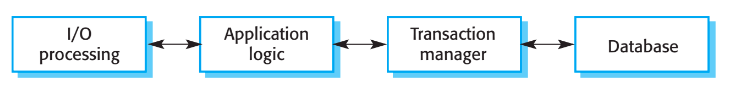 I/O
processing
Application
logic
Transaction
manager
Database